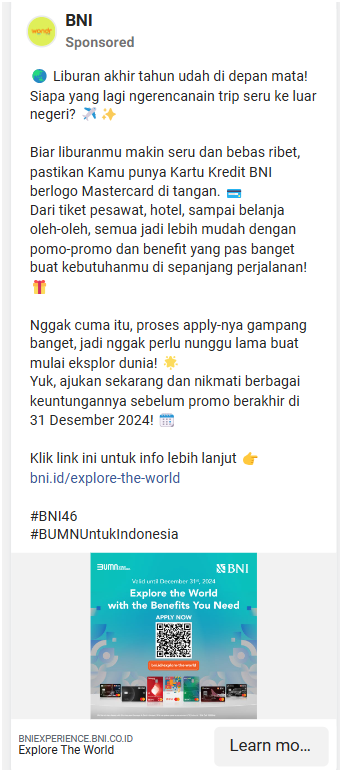 BNI
wondr
Sponsored
🌏 Liburan akhir tahun udah di depan mata!
Siapa yang lagi ngerencanain trip seru ke luar
negeri? ✈️✨
Biar liburanmu makin seru dan bebas ribet,
pastikan Kamu punya Kartu Kredit BNI
berlogo Mastercard di tangan. 💳
Dari tiket pesawat, hotel, sampai belanja
oleh-oleh, semua jadi lebih mudah dengan
pomo-promo dan benefit yang pas banget
buat kebutuhanmu di sepanjang perjalanan!
🎁
Nggak cuma itu, proses apply-nya gampang
banget, jadi nggak perlu nunggu lama buat
mulai eksplor dunia! 🌟
Yuk, ajukan sekarang dan nikmati berbagai
keuntungannya sebelum promo berakhir di
31 Desember 2024! 🗓️
Klik link ini untuk info lebih lanjut 👉
bni.id/explore-the-world
#BNI46
#BUMNUntukIndonesia
BUMN
BNI
Valid until December 31st, 2024
Explore the World
with the Benefits You Need
APPLY NOW
bni.id/explore-the-world
BNIEXPERIENCE.BNI.CO.ID
Explore The World
Learn mo...